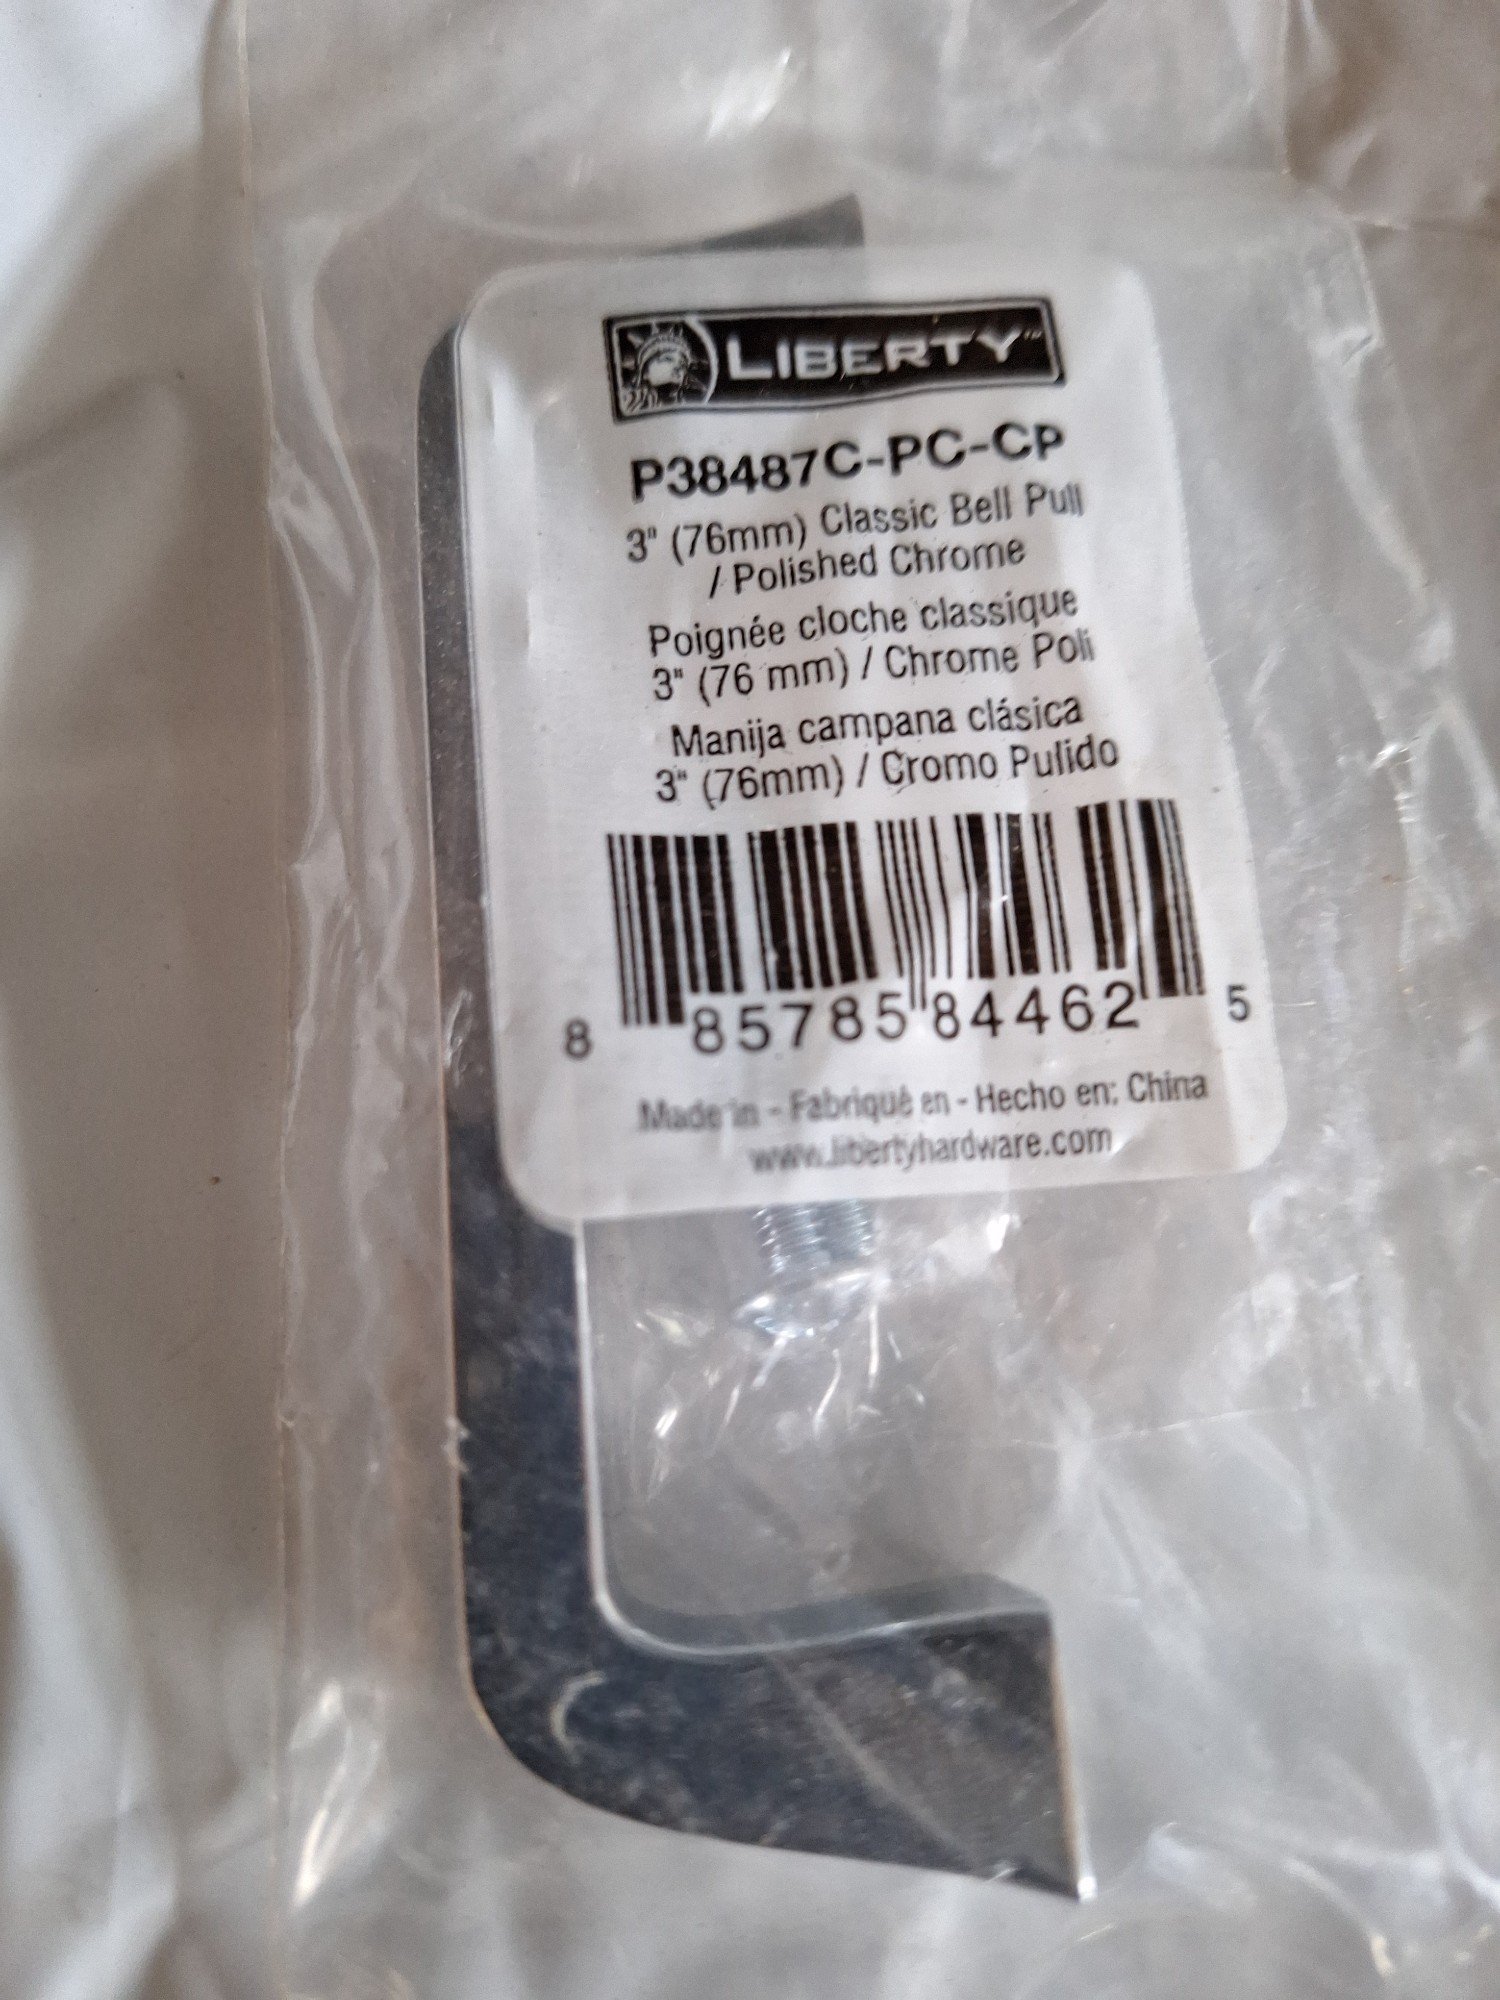 LIBERTY™
P38487C-PC-CP
3" (76mm) Classic Bell Pull
/ Polished Chrome
Poignée cloche classique
3" (76 mm) / Chrome Poli
Manija campana clásica
3" (76mm) / Cromo Pulido
8 85785 84462 5
Made in - Fabriqué en - Hecho en: China
www.libertyhardware.com